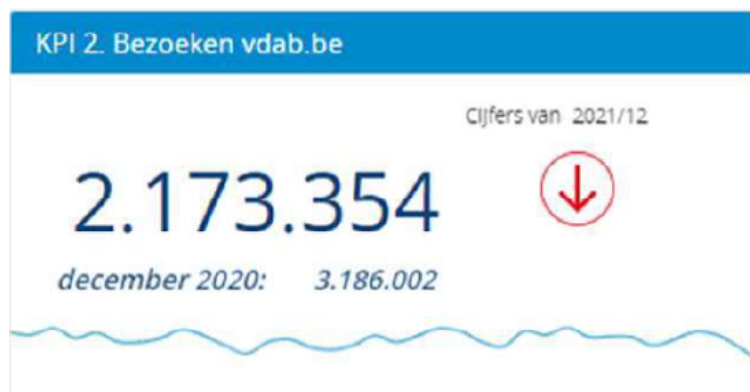 KPI 2. Bezoeken vdab.be
Cijfers van 2021/12
2.173.354
december 2020: 3.186.002